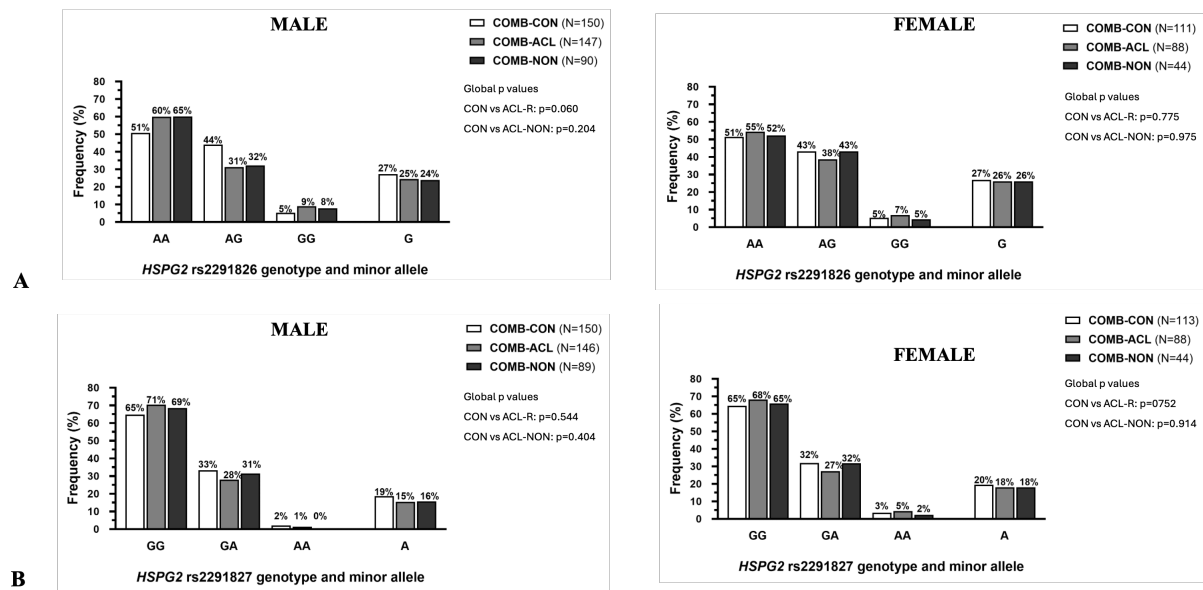 MALE
COMB-CON (N=150)
COMB-ACL (N=147)
COMB-NON (N=90)
Global p values
CON vs ACL-R: p=0.060
CON vs ACL-NON: p=0.204
Frequency (%)
80
70
60
50
40
30
20
10
0
51% 60% 65%
44% 31% 32%
5% 9% 8%
27% 25% 24%
AA AG GG G
HSPG2 rs2291826 genotype and minor allele
A
FEMALE
COMB-CON (N=111)
COMB-ACL (N=88)
COMB-NON (N=44)
Global p values
CON vs ACL-R: p=0.775
CON vs ACL-NON: p=0.975
Frequency (%)
80
70
60
50
40
30
20
10
0
51% 55% 52%
43% 38% 43%
5% 7% 5%
27% 26% 26%
AA AG GG G
HSPG2 rs2291826 genotype and minor allele
MALE
COMB-CON (N=150)
COMB-ACL (N=146)
COMB-NON (N=89)
Global p values
CON vs ACL-R: p=0.544
CON vs ACL-NON: p=0.404
Frequency (%)
80
70
60
50
40
30
20
10
0
65% 71% 69%
33% 28% 31%
2% 1% 0%
19% 15% 16%
GG GA AA A
HSPG2 rs2291827 genotype and minor allele
B
FEMALE
COMB-CON (N=113)
COMB-ACL (N=88)
COMB-NON (N=44)
Global p values
CON vs ACL-R: p=0752
CON vs ACL-NON: p=0.914
Frequency (%)
80
70
60
50
40
30
20
10
0
65% 68% 65%
32% 27% 32%
3% 5% 2%
20% 18% 18%
GG GA AA A
HSPG2 rs2291827 genotype and minor allele